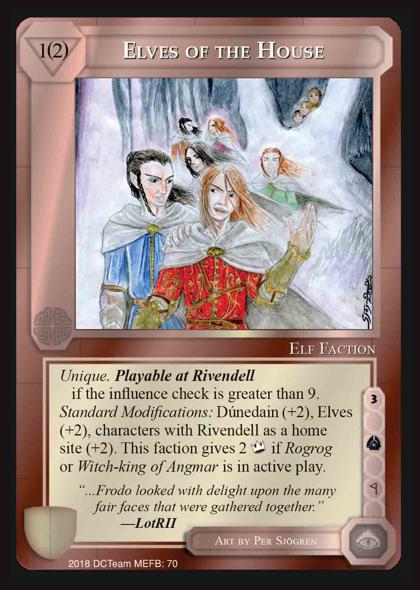 1(2)
Elves of the House
Elf Faction
Unique. Playable at Rivendell
if the influence check is greater than 9.
Standard Modifications: Dúnedain (+2), Elves
(+2), characters with Rivendell as a home
site (+2). This faction gives 2 if Rogrog
or Witch-king of Angmar is in active play.
3
“...Frodo looked with delight upon the many
fair faces that were gathered together.”
—LotRII
Art by Per Sjögren
2018 DCTeam MEFB: 70